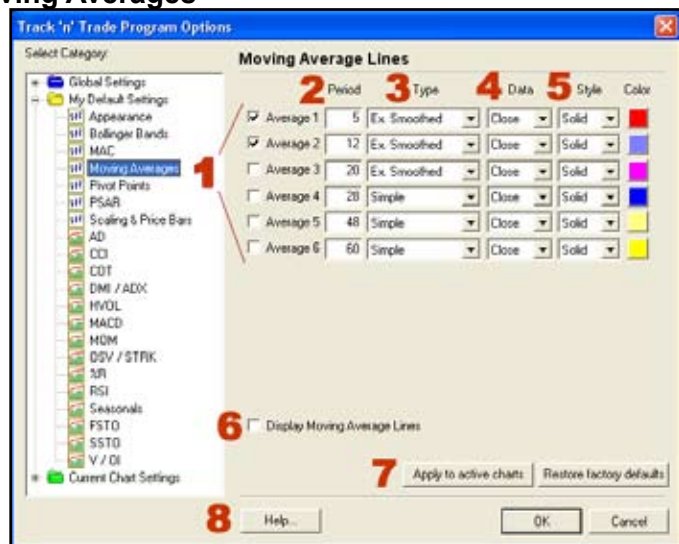 ving Averages
Track 'n' Trade Program Options
Select Category:
Global Settings
My Default Settings
Appearance
Bollinger Bands
MAC
Moving Averages
Pivot Points
PSAR
Scaling & Price Bars
AD
CCI
COT
DMI / ADX
HVOL
MACD
MOM
OSV / STRK
%R
RSI
Seasonals
FSTO
SSTO
V / OI
Current Chart Settings
1
Moving Average Lines
2 Period 3 Type 4 Data 5 Style Color
Average 1 5 Ex. Smoothed Close Solid
Average 2 12 Ex. Smoothed Close Solid
Average 3 20 Ex. Smoothed Close Solid
Average 4 28 Simple Close Solid
Average 5 48 Simple Close Solid
Average 6 60 Simple Close Solid
6 Display Moving Average Lines
7 Apply to active charts Restore factory defaults
8 Help... OK Cancel